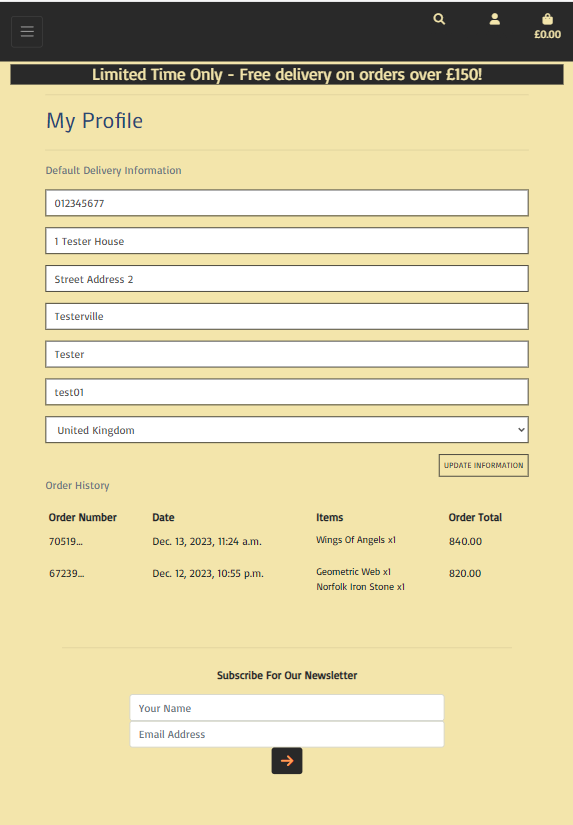 £0.00
Limited Time Only - Free delivery on orders over £150!
My Profile
Default Delivery Information
012345677
1 Tester House
Street Address 2
Testerville
Tester
test01
United Kingdom
UPDATE INFORMATION
Order History
Order Number Date Items Order Total
70519... Dec. 13, 2023, 11:24 a.m. Wings Of Angels x1 840.00
67239... Dec. 12, 2023, 10:55 p.m. Geometric Web x1 820.00
Norfolk Iron Stone x1
Subscribe For Our Newsletter
Your Name
Email Address